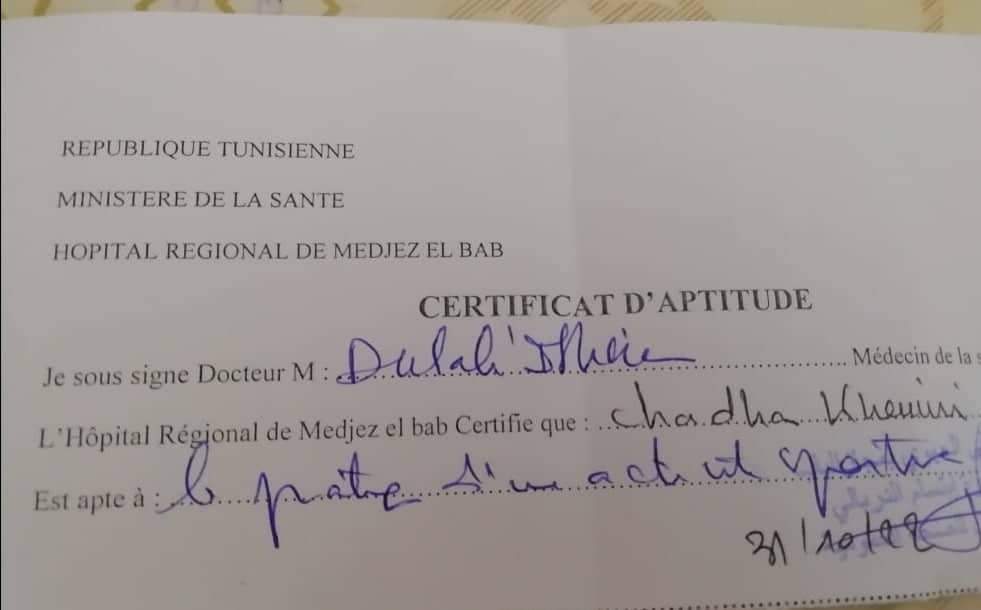 REPUBLIQUE TUNISIENNE
MINISTERE DE LA SANTE
HOPITAL REGIONAL DE MEDJEZ EL BAB
CERTIFICAT D'APTITUDE
Je sous signe Docteur M : ........ Médecin de la s
L'Hôpital Régional de Medjez el bab Certifie que : Chadha Khemiri
Est apte à : la pratique d'une activité sportive